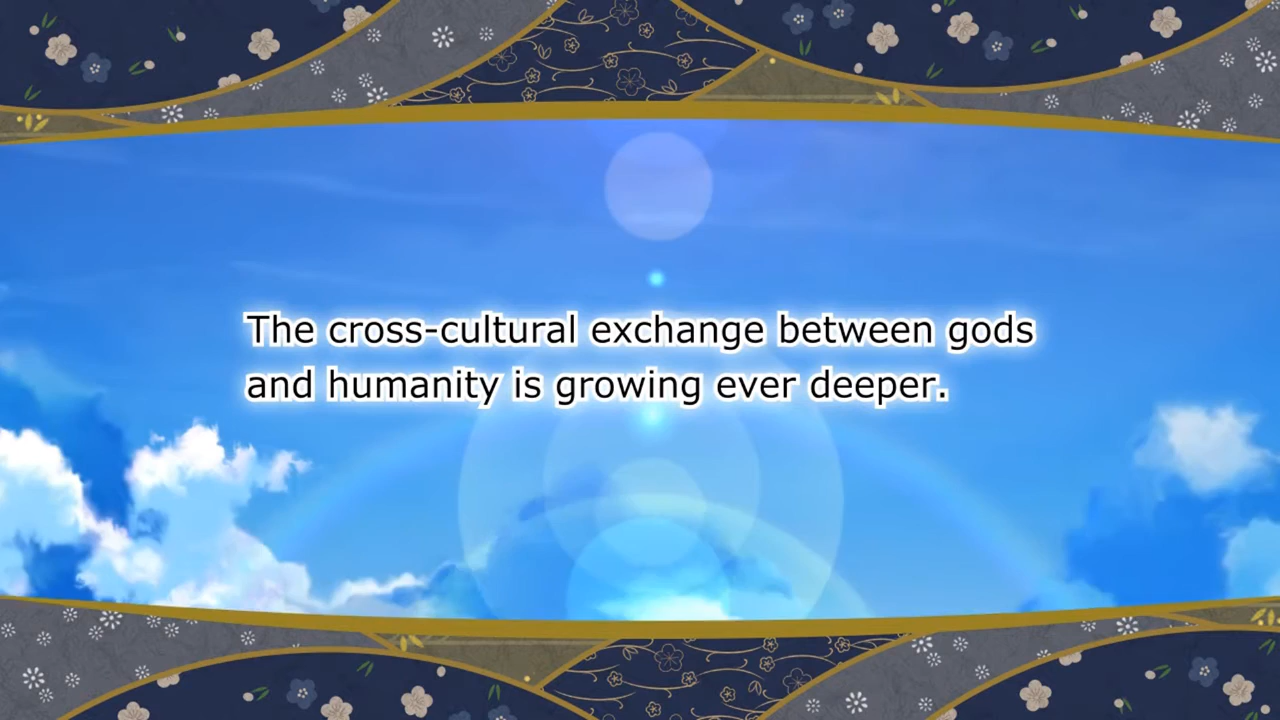 The cross-cultural exchange between gods
and humanity is growing ever deeper.